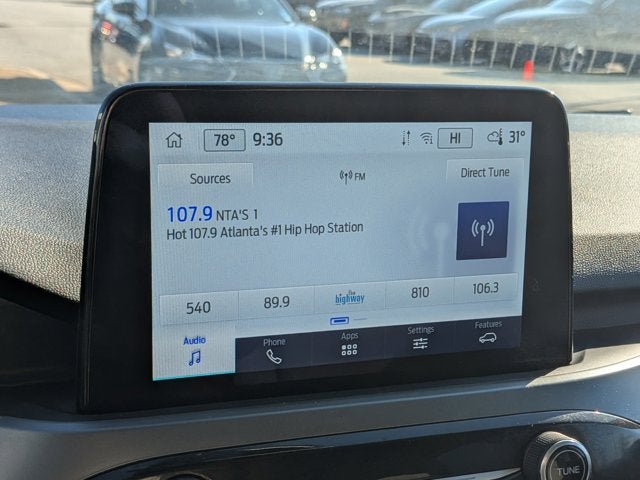 78° 9:36 HI 31°
Sources FM Direct Tune
107.9 NTA'S 1
Hot 107.9 Atlanta's #1 Hip Hop Station
540 89.9 the highway 810 106.3
Audio Phone Apps Settings Features
TUNE